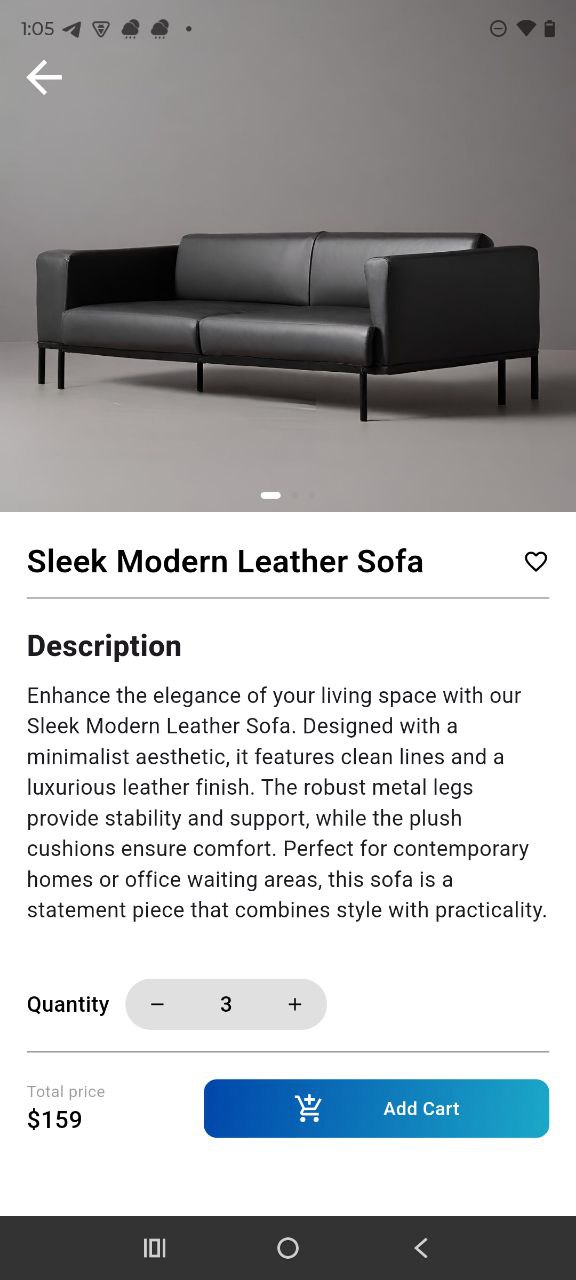 1:05
Sleek Modern Leather Sofa
Description
Enhance the elegance of your living space with our
Sleek Modern Leather Sofa. Designed with a
minimalist aesthetic, it features clean lines and a
luxurious leather finish. The robust metal legs
provide stability and support, while the plush
cushions ensure comfort. Perfect for contemporary
homes or office waiting areas, this sofa is a
statement piece that combines style with practicality.
Quantity − 3 +
Total price
$159
Add Cart